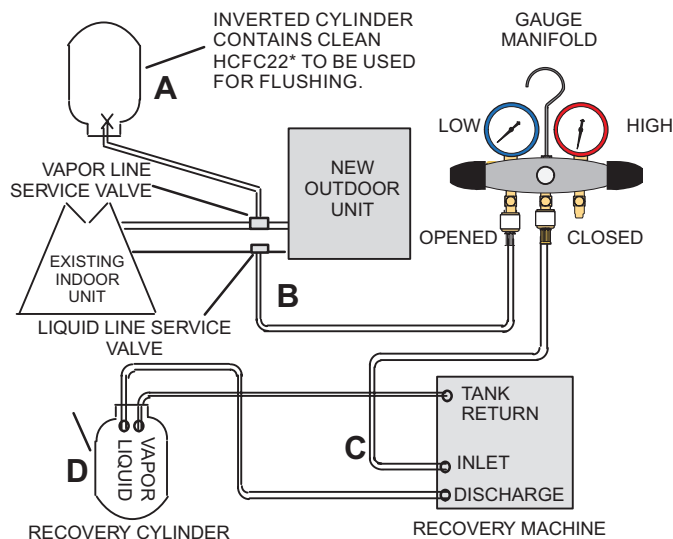 INVERTED CYLINDER
CONTAINS CLEAN
HCFC22* TO BE USED
FOR FLUSHING.
A
GAUGE
MANIFOLD
LOW
HIGH
VAPOR LINE
SERVICE VALVE
NEW
OUTDOOR
UNIT
OPENED
CLOSED
EXISTING
INDOOR
UNIT
B
LIQUID LINE SERVICE
VALVE
TANK
RETURN
C
D
LIQUID
VAPOR
INLET
DISCHARGE
RECOVERY CYLINDER
RECOVERY MACHINE